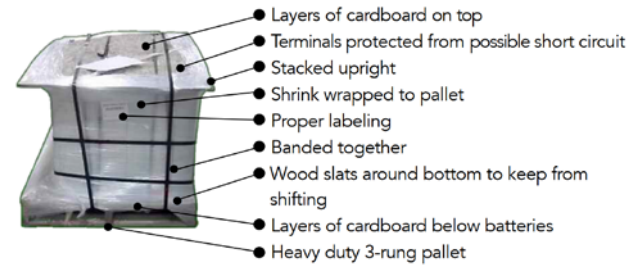 Layers of cardboard on top
Terminals protected from possible short circuit
Stacked upright
Shrink wrapped to pallet
Proper labeling
Banded together
Wood slats around bottom to keep from
shifting
Layers of cardboard below batteries
Heavy duty 3-rung pallet